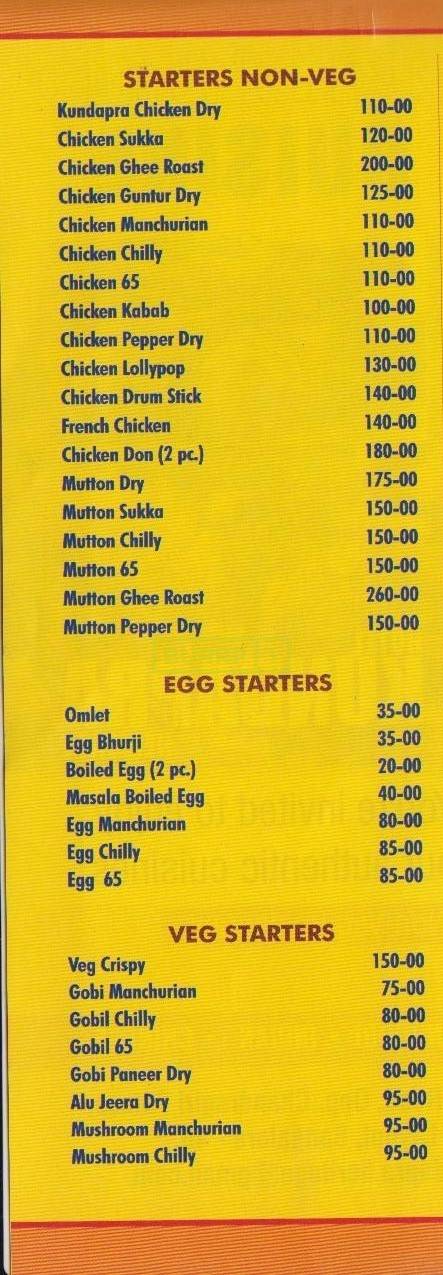 STARTERS NON-VEG
Kundapra Chicken Dry 110-00
Chicken Sukka 120-00
Chicken Ghee Roast 200-00
Chicken Guntur Dry 125-00
Chicken Manchurian 110-00
Chicken Chilly 110-00
Chicken 65 110-00
Chicken Kabab 100-00
Chicken Pepper Dry 110-00
Chicken Lollypop 130-00
Chicken Drum Stick 140-00
French Chicken 140-00
Chicken Don (2 pc.) 180-00
Mutton Dry 175-00
Mutton Sukka 150-00
Mutton Chilly 150-00
Mutton 65 150-00
Mutton Ghee Roast 260-00
Mutton Pepper Dry 150-00
EGG STARTERS
Omlet 35-00
Egg Bhurji 35-00
Boiled Egg (2 pc.) 20-00
Masala Boiled Egg 40-00
Egg Manchurian 80-00
Egg Chilly 85-00
Egg 65 85-00
VEG STARTERS
Veg Crispy 150-00
Gobi Manchurian 75-00
Gobil Chilly 80-00
Gobil 65 80-00
Gobi Paneer Dry 80-00
Alu Jeera Dry 95-00
Mushroom Manchurian 95-00
Mushroom Chilly 95-00